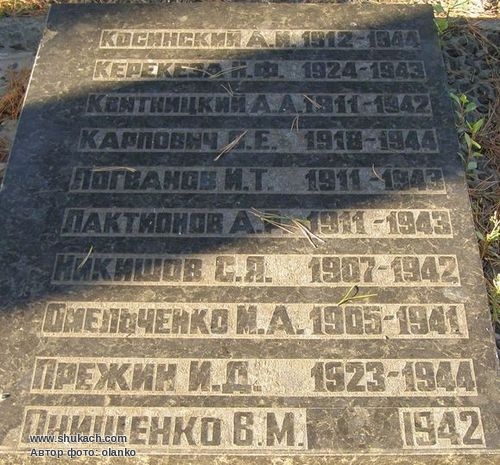 Косинский А.И. 1912-1944
Керекеза И.Ф. 1924-1943
Квитницкий А.А. 1911-1942
Карпович Е. 1918-1944
Логванов И.Т. 1911-1943
Лактионов А. 1911-1943
Никишов С.Я. 1907-1942
Омельченко М.А. 1905-1941
Прежин И.Д. 1923-1944
Онищенко В.М. 1942
www.shukach.com
Автор фото: olanko